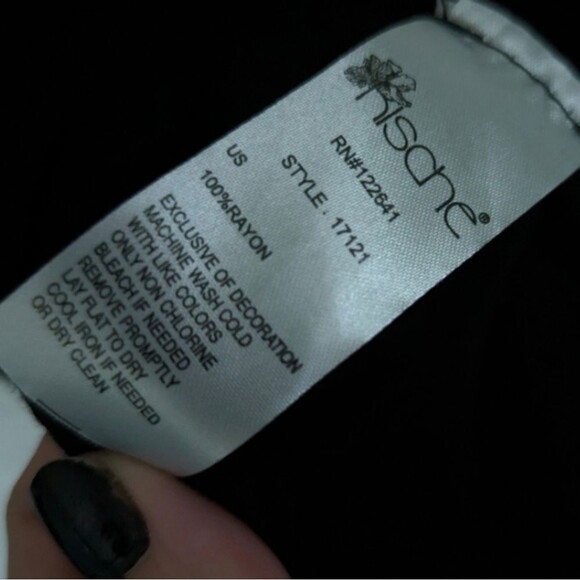 Kische®
RN#122641
STYLE . 17121
US
100%RAYON
EXCLUSIVE OF DECORATION
MACHINE WASH COLD
WITH LIKE COLORS
ONLY NON CHLORINE
BLEACH IF NEEDED
REMOVE PROMPTLY
LAY FLAT TO DRY
COOL IRON IF NEEDED
OR DRY CLEAN